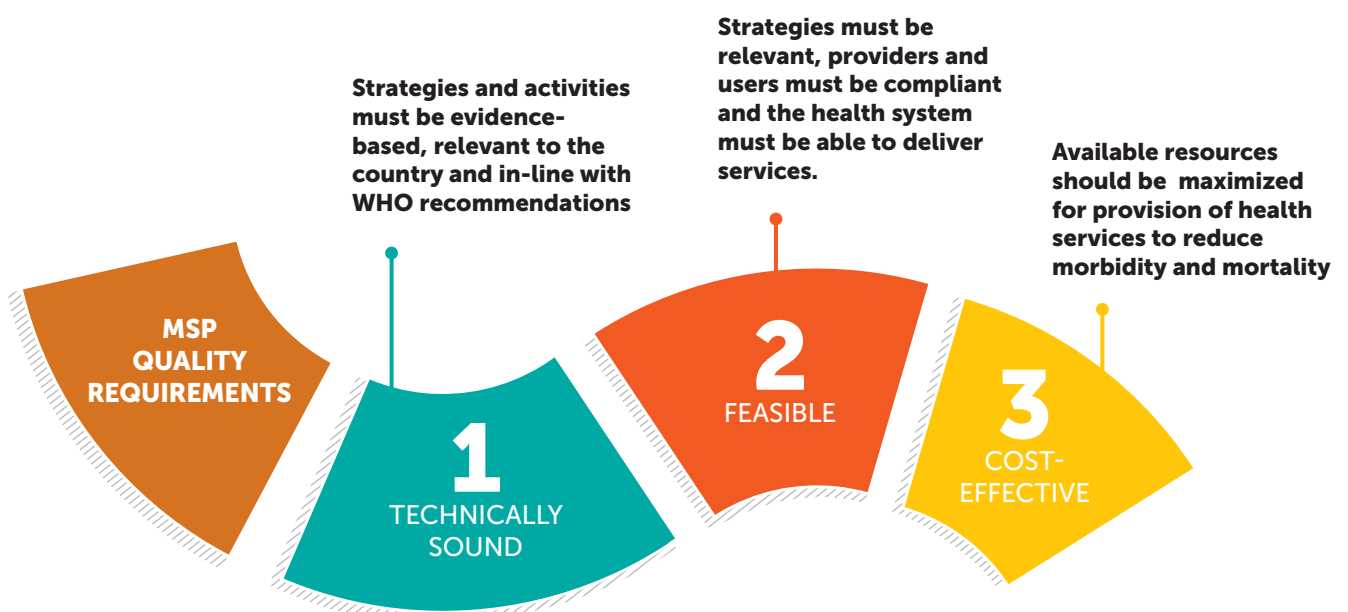 MSP
QUALITY
REQUIREMENTS
Strategies and activities
must be evidence-
based, relevant to the
country and in-line with
WHO recommendations
1
TECHNICALLY
SOUND
Strategies must be
relevant, providers and
users must be compliant
and the health system
must be able to deliver
services.
2
FEASIBLE
Available resources
should be maximized
for provision of health
services to reduce
morbidity and mortality
3
COST-
EFFECTIVE